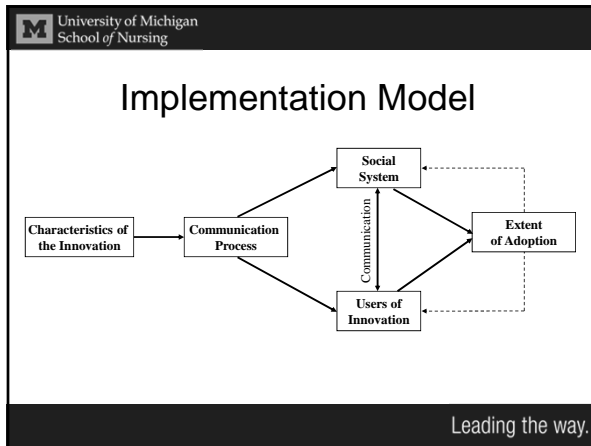 M
University of Michigan
School of Nursing
Implementation Model
Social
System
Characteristics of
the Innovation
Communication
Process
Communication
Extent
of Adoption
Users of
Innovation
Leading the way.